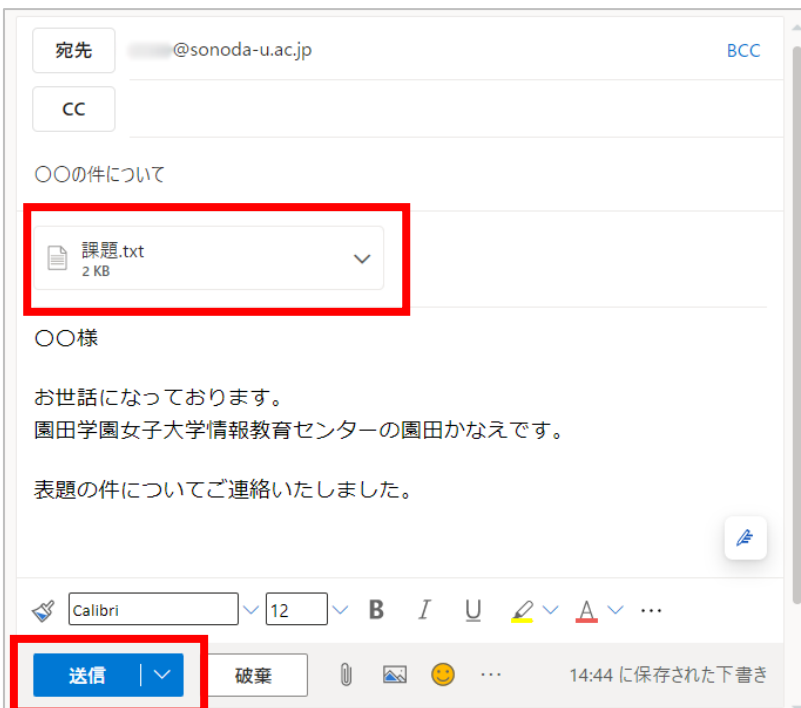 宛先 @sonoda-u.ac.jp BCC
CC
〇〇の件について
課題.txt
2 KB
〇〇様
お世話になっております。
園田学園女子大学情報教育センターの園田かなえです。
表題の件についてご連絡いたしました。
Calibri 12 B I U A ...
送信 破棄 ... 14:44 に保存された下書き